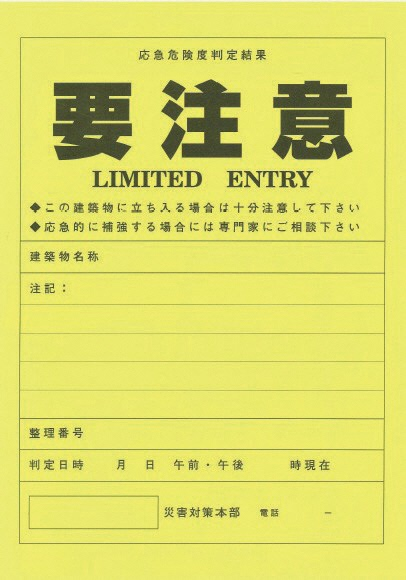 応急危険度判定結果
要注意
LIMITED ENTRY
◆この建築物に立ち入る場合は十分注意して下さい
◆応急的に補強する場合には専門家にご相談下さい
建築物名称
注記：
整理番号
判定日時　　月　日　午前・午後　　　時現在
災害対策本部　電話　　　－